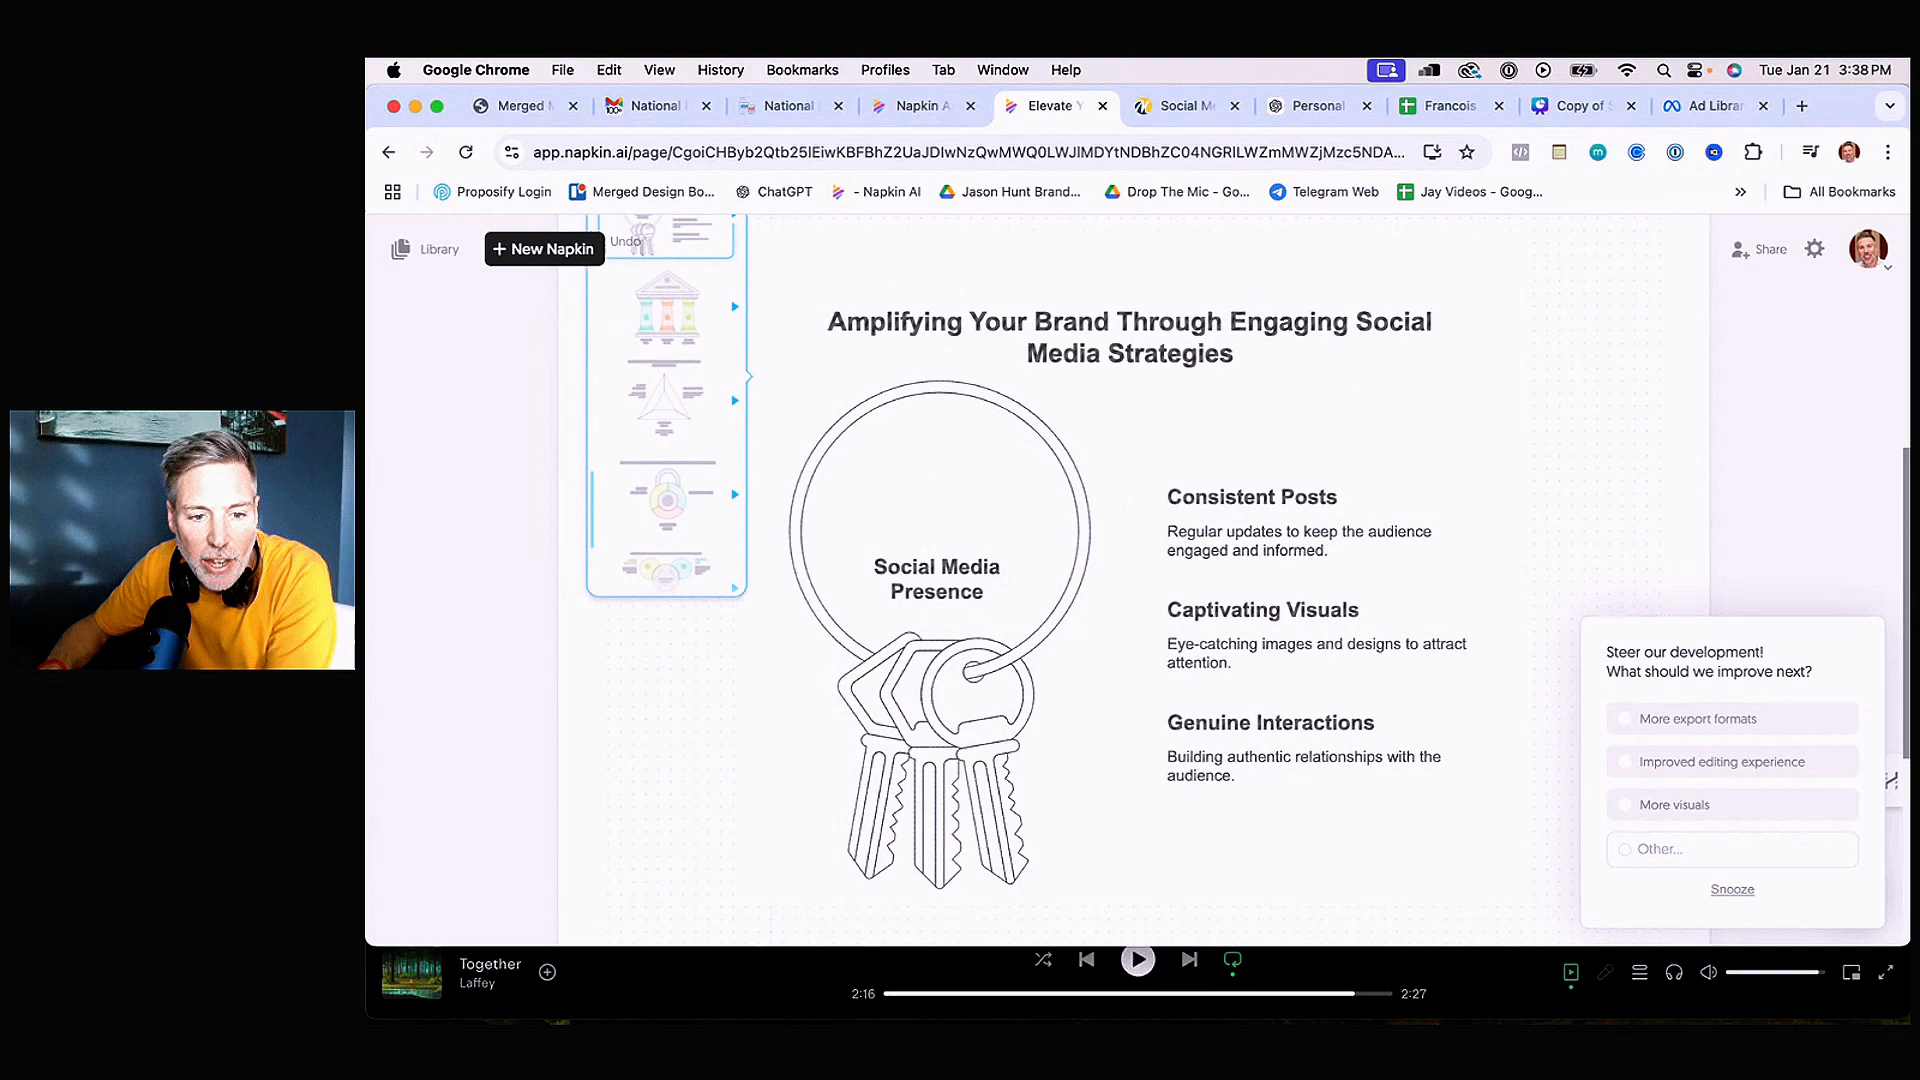 Google Chrome File Edit View History Bookmarks Profiles Tab Window Help
Tue Jan 21 3:38 PM
Merged M
National
National
Napkin A
Elevate Y
Social Me
Personal
Francois
Copy of S
Ad Librar
app.napkin.ai/page/CgoiCHByb2Qtb25lEiwKBFBhZ2UaJDIwNzQwMWQ0LWJlMDYtNDBhZC04NGRlLWZmMWZjMzc5NDA...
Proposify Login
Merged Design Bo...
ChatGPT
- Napkin AI
Jason Hunt Brand...
Drop The Mic - Go...
Telegram Web
Jay Videos - Goog...
All Bookmarks
Library
+ New Napkin
Undo
Share
Amplifying Your Brand Through Engaging Social
Media Strategies
Social Media
Presence
Consistent Posts
Regular updates to keep the audience
engaged and informed.
Captivating Visuals
Eye-catching images and designs to attract
attention.
Genuine Interactions
Building authentic relationships with the
audience.
Steer our development!
What should we improve next?
More export formats
Improved editing experience
More visuals
Other...
Snooze
Together
Laffey
2:16
2:27